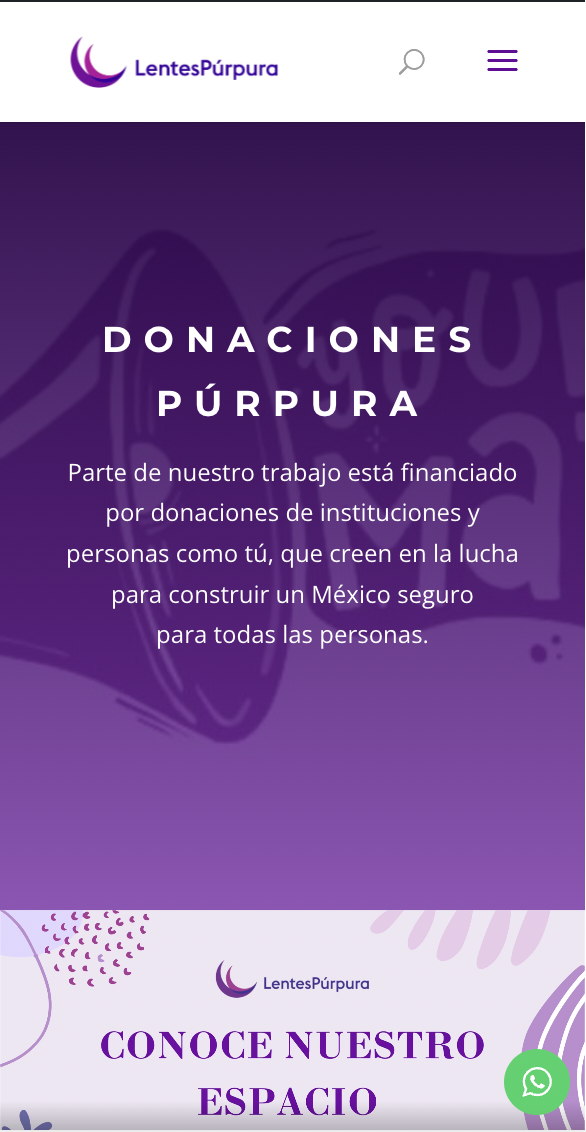 LentesPúrpura
DONACIONES
PÚRPURA
Parte de nuestro trabajo está financiado
por donaciones de instituciones y
personas como tú, que creen en la lucha
para construir un México seguro
para todas las personas.
LentesPúrpura
CONOCE NUESTRO
ESPACIO